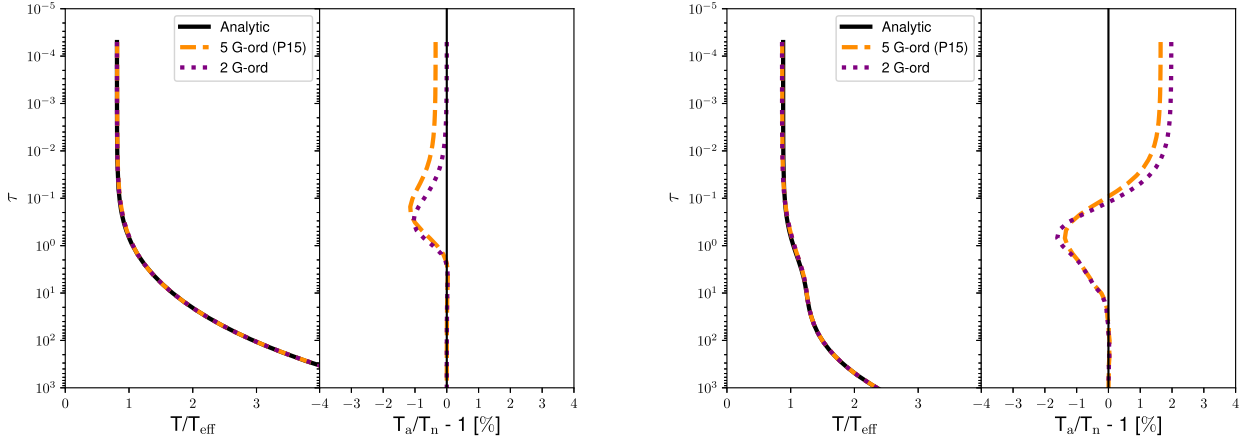 Analytic
5 G-ord (P15)
2 G-ord
10⁻⁵
10⁻⁴
10⁻³
10⁻²
10⁻¹
10⁰
10¹
10²
10³
τ
0 1 2 3
T/T_eff
−4 −3 −2 −1 0 1 2 3 4
T_a/T_n - 1 [%]
Analytic
5 G-ord (P15)
2 G-ord
10⁻⁵
10⁻⁴
10⁻³
10⁻²
10⁻¹
10⁰
10¹
10²
10³
τ
0 1 2 3
T/T_eff
−4 −3 −2 −1 0 1 2 3 4
T_a/T_n - 1 [%]